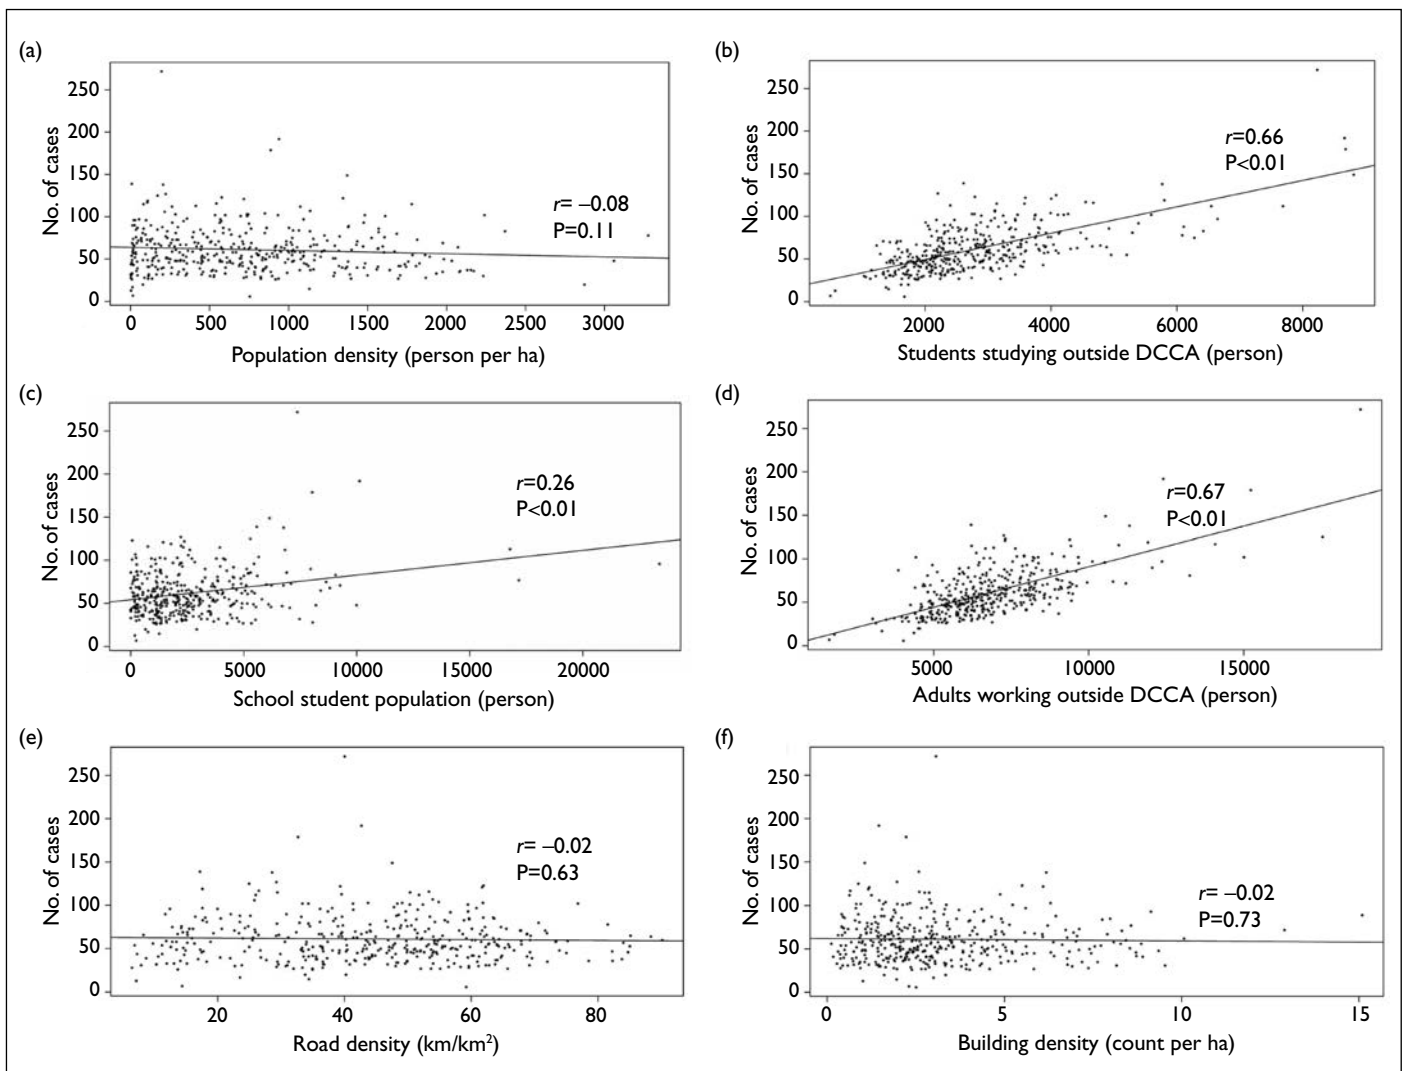 (a)
No. of cases
250
200
150
100
50
0
r= –0.08
P=0.11
0 500 1000 1500 2000 2500 3000
Population density (person per ha)
(b)
No. of cases
250
200
150
100
50
0
r=0.66
P<0.01
2000 4000 6000 8000
Students studying outside DCCA (person)
(c)
No. of cases
250
200
150
100
50
0
r=0.26
P<0.01
0 5000 10000 15000 20000
School student population (person)
(d)
No. of cases
250
200
150
100
50
0
r=0.67
P<0.01
5000 10000 15000
Adults working outside DCCA (person)
(e)
No. of cases
250
200
150
100
50
0
r= –0.02
P=0.63
20 40 60 80
Road density (km/km²)
(f)
No. of cases
250
200
150
100
50
0
r= –0.02
P=0.73
0 5 10 15
Building density (count per ha)